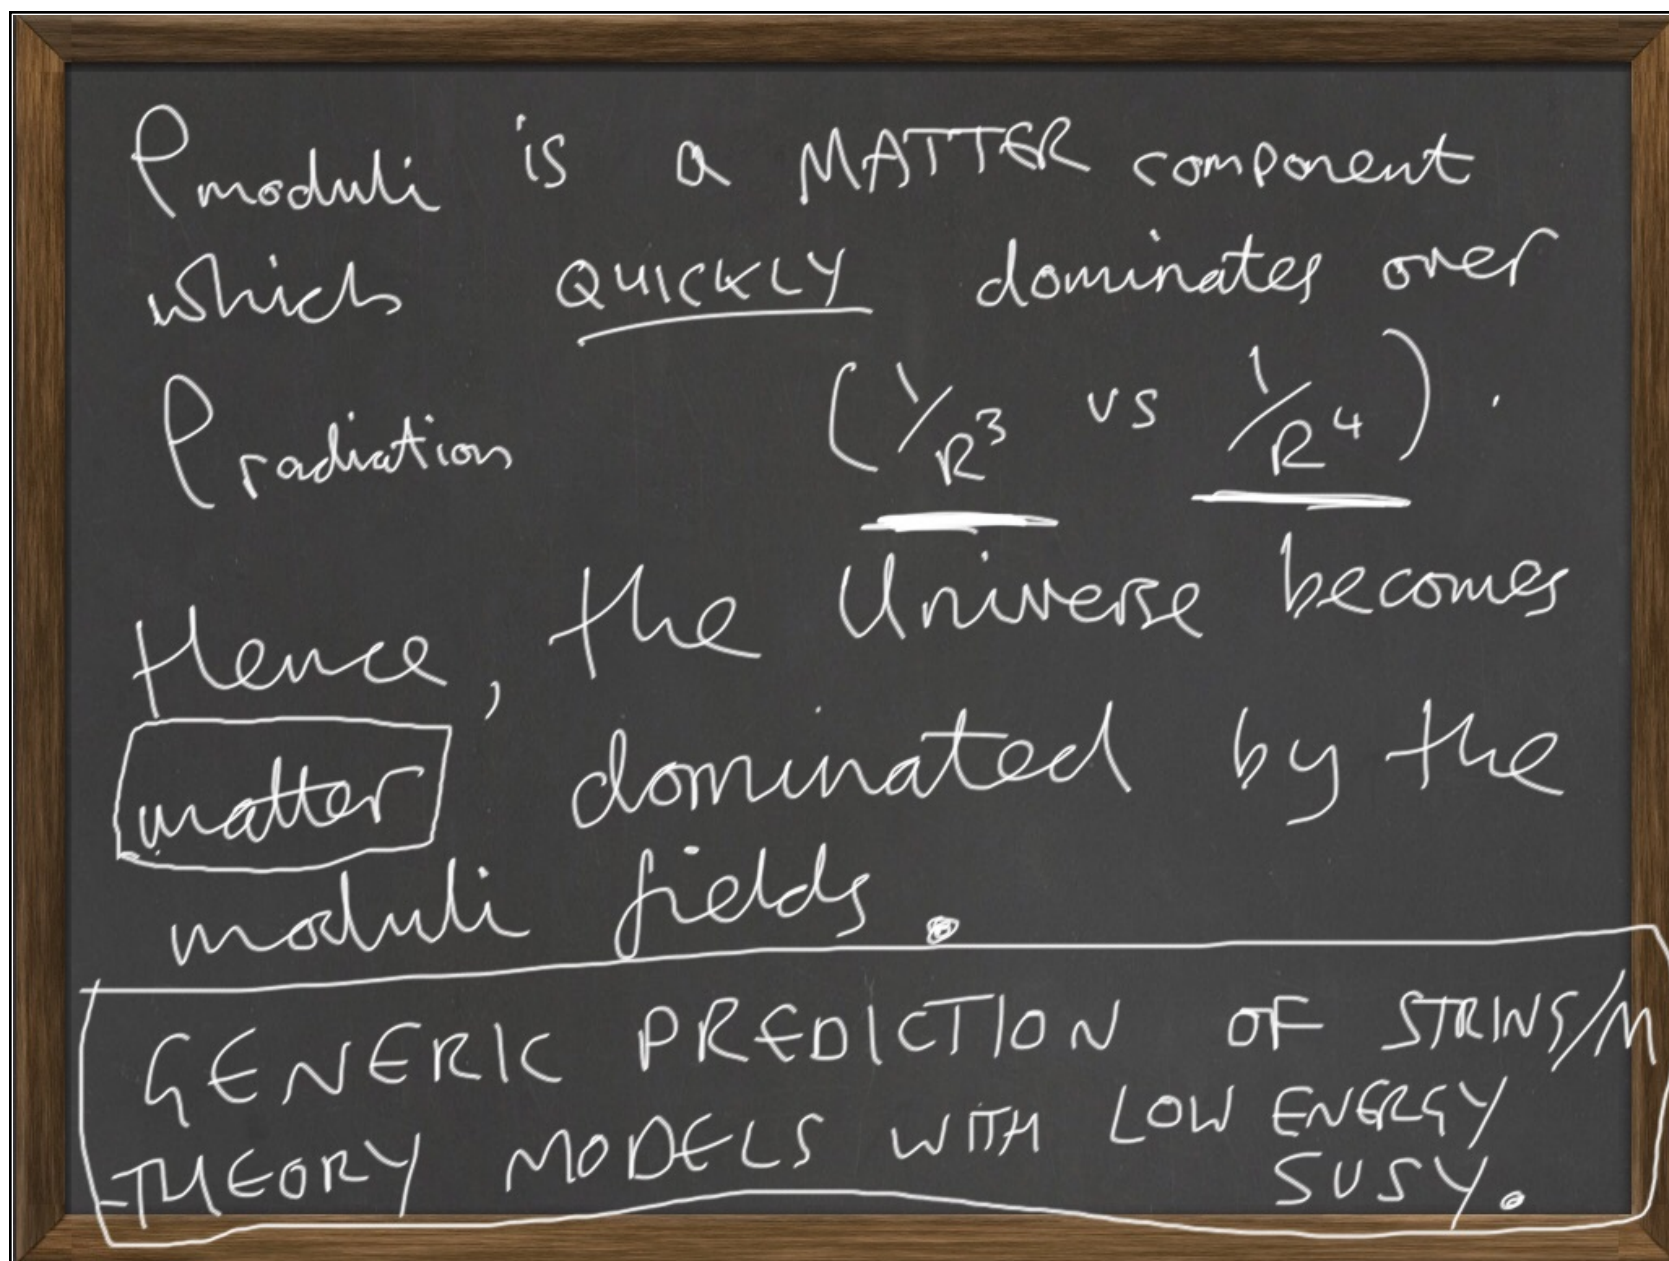 ρmoduli is a MATTER component
which QUICKLY dominates over
ρradiation (1/R³ vs 1/R⁴).
Hence, the Universe becomes
matter dominated by the
moduli fields.
GENERIC PREDICTION OF STRING/M
THEORY MODELS WITH LOW ENERGY
SUSY.